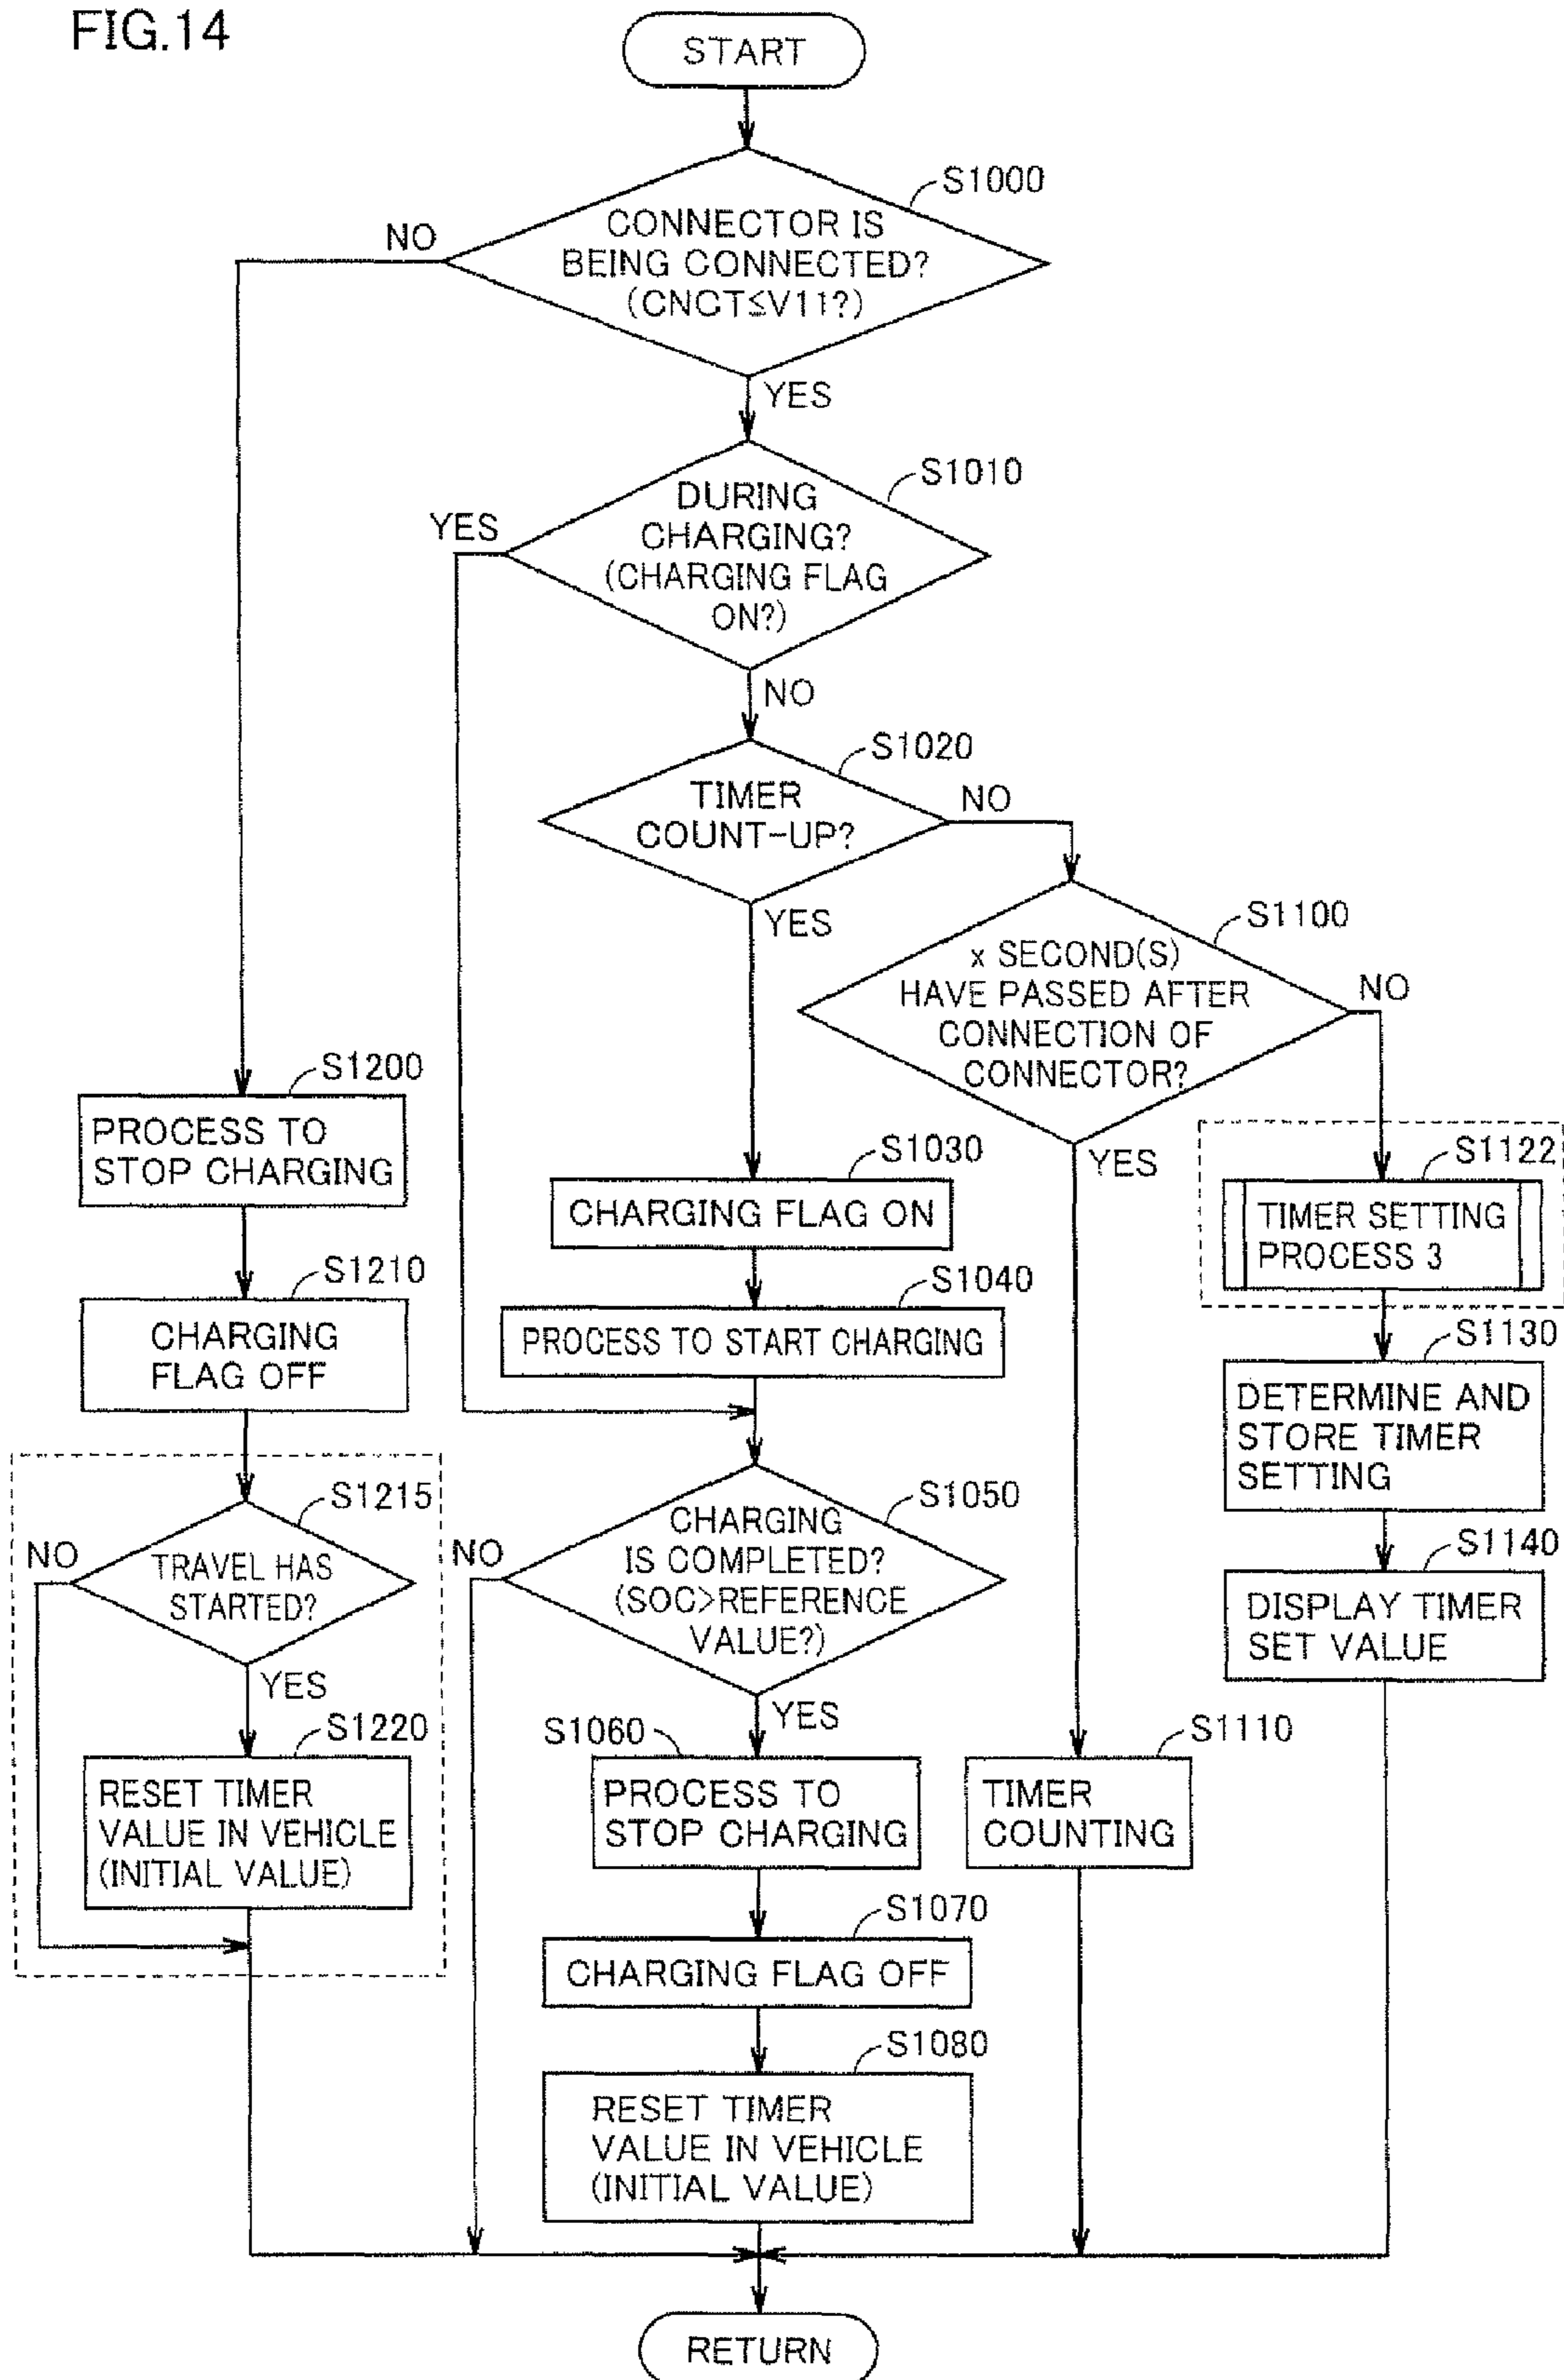 FIG.14
START
S1000
CONNECTOR IS
BEING CONNECTED?
(CNCT≤V11?)
NO
YES
S1010
DURING
CHARGING?
(CHARGING FLAG
ON?)
YES
NO
S1020
TIMER
COUNT-UP?
NO
YES
S1100
x SECOND(S)
HAVE PASSED AFTER
CONNECTION OF
CONNECTOR?
NO
YES
S1200
PROCESS TO
STOP CHARGING
S1210
CHARGING
FLAG OFF
S1215
TRAVEL HAS
STARTED?
NO
YES
S1220
RESET TIMER
VALUE IN VEHICLE
(INITIAL VALUE)
S1030
CHARGING FLAG ON
S1040
PROCESS TO START CHARGING
S1050
CHARGING
IS COMPLETED?
(SOC>REFERENCE
VALUE?)
NO
YES
S1060
PROCESS TO
STOP CHARGING
S1070
CHARGING FLAG OFF
S1080
RESET TIMER
VALUE IN VEHICLE
(INITIAL VALUE)
S1110
TIMER
COUNTING
S1122
TIMER SETTING
PROCESS 3
S1130
DETERMINE AND
STORE TIMER
SETTING
S1140
DISPLAY TIMER
SET VALUE
RETURN